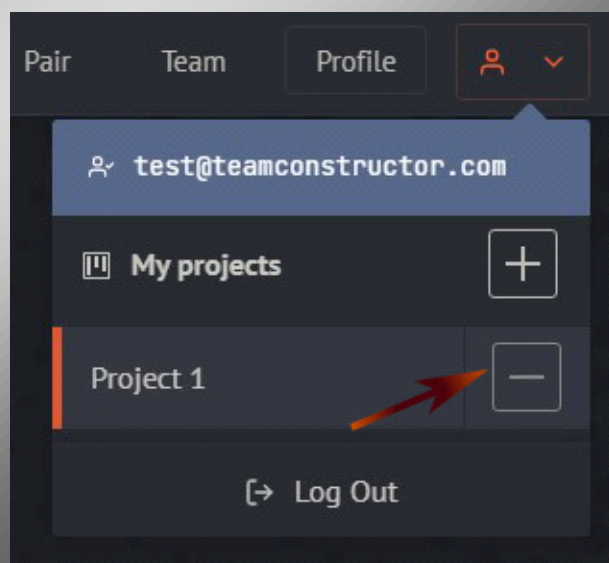 Pair Team Profile
test@teamconstructor.com
My projects
Project 1
Log Out